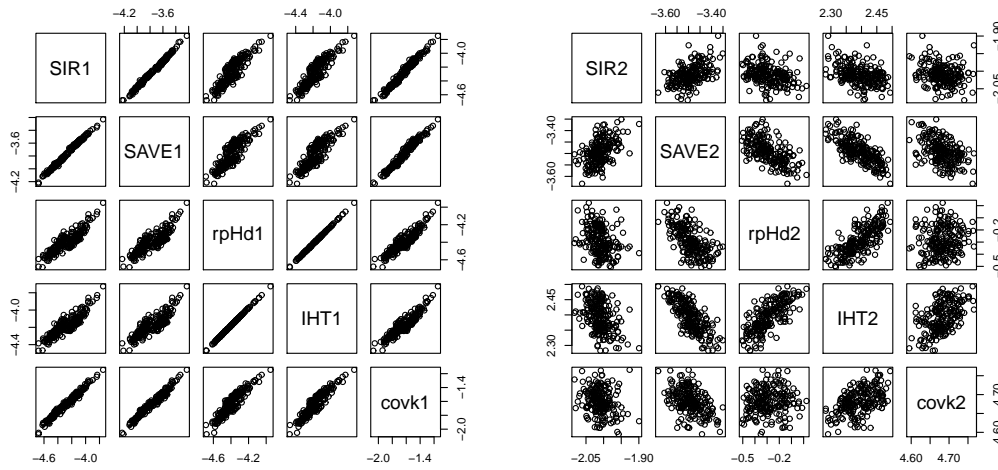 −4.2 −3.6 −4.4 −4.0 −3.60 −3.40 2.30 2.45
SIR1 −4.6 −4.0 SIR2 −2.05 −1.90
−4.2 −3.6 SAVE1 −3.60 −3.40 SAVE2
rpHd1 −4.6 −4.2 rpHd2 −0.5 −0.2
−4.4 −4.0 IHT1 2.30 2.45 IHT2
covk1 −2.0 −1.4 covk2 4.60 4.70
−4.6 −4.0 −4.6 −4.2 −2.0 −1.4 −2.05 −1.90 −0.5 −0.2 4.60 4.70